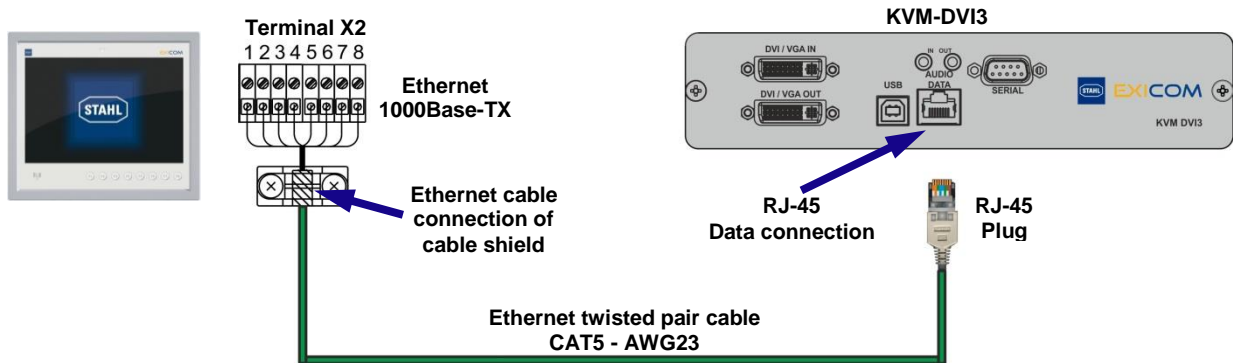 Terminal X2
1 2 3 4 5 6 7 8
Ethernet
1000Base-TX
STAHL
EXICOM
STAHL
Ethernet cable
connection of
cable shield
KVM-DVI3
DVI / VGA IN
DVI / VGA OUT
IN OUT
AUDIO
DATA
USB
SERIAL
STAHL
EXICOM
KVM DVI3
RJ-45
Data connection
RJ-45
Plug
Ethernet twisted pair cable
CAT5 - AWG23